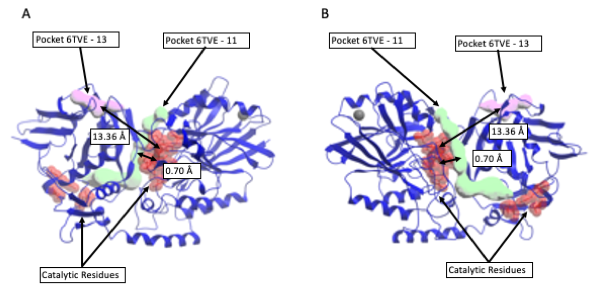 A
B
Pocket 6TVE - 13
Pocket 6TVE - 11
Pocket 6TVE - 11
Pocket 6TVE - 13
13.36 Å
13.36 Å
0.70 Å
0.70 Å
Catalytic Residues
Catalytic Residues